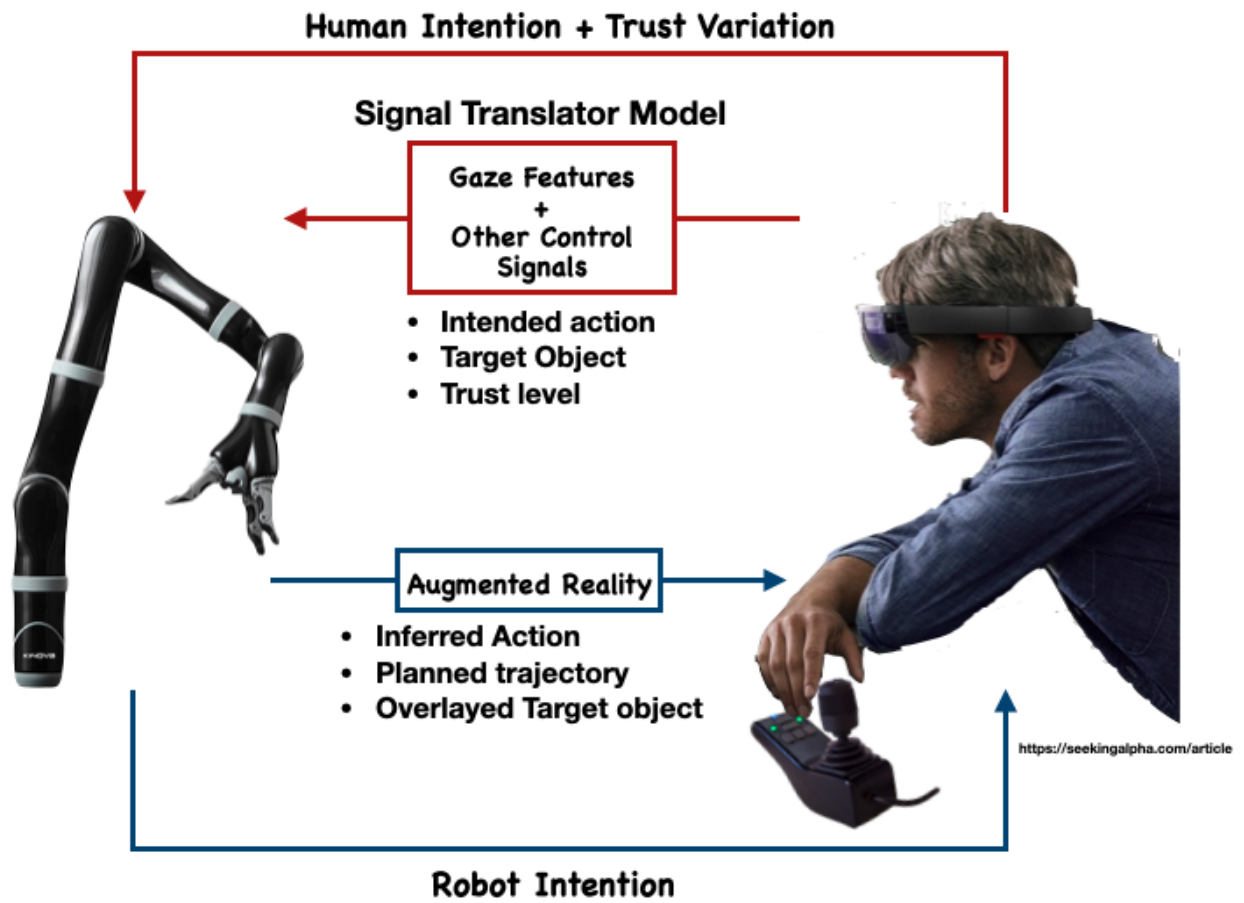 Human Intention + Trust Variation
Signal Translator Model
Gaze Features
+
Other Control
Signals
• Intended action
• Target Object
• Trust level
Augmented Reality
• Inferred Action
• Planned trajectory
• Overlayed Target object
KINOVA
https://seekingalpha.com/article
Robot Intention